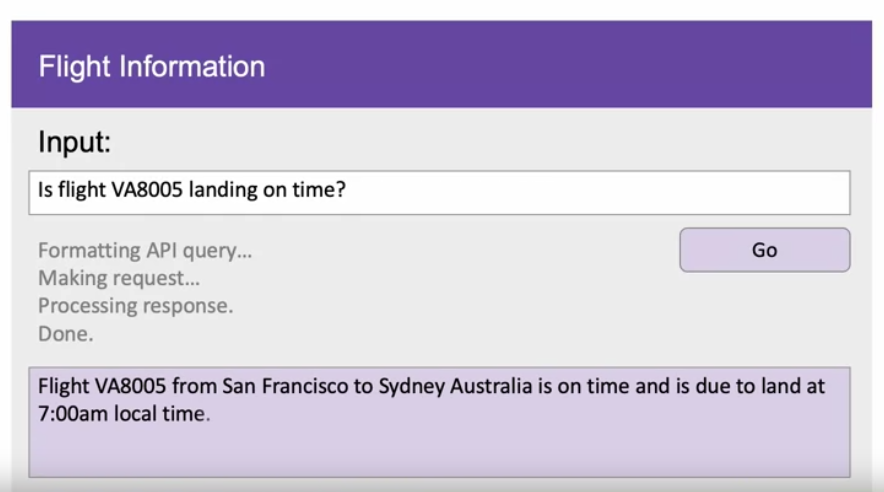 Flight Information
Input:
Is flight VA8005 landing on time?
Formatting API query...
Go
Making request...
Processing response.
Done.
Flight VA8005 from San Francisco to Sydney Australia is on time and is due to land at
7:00am local time.